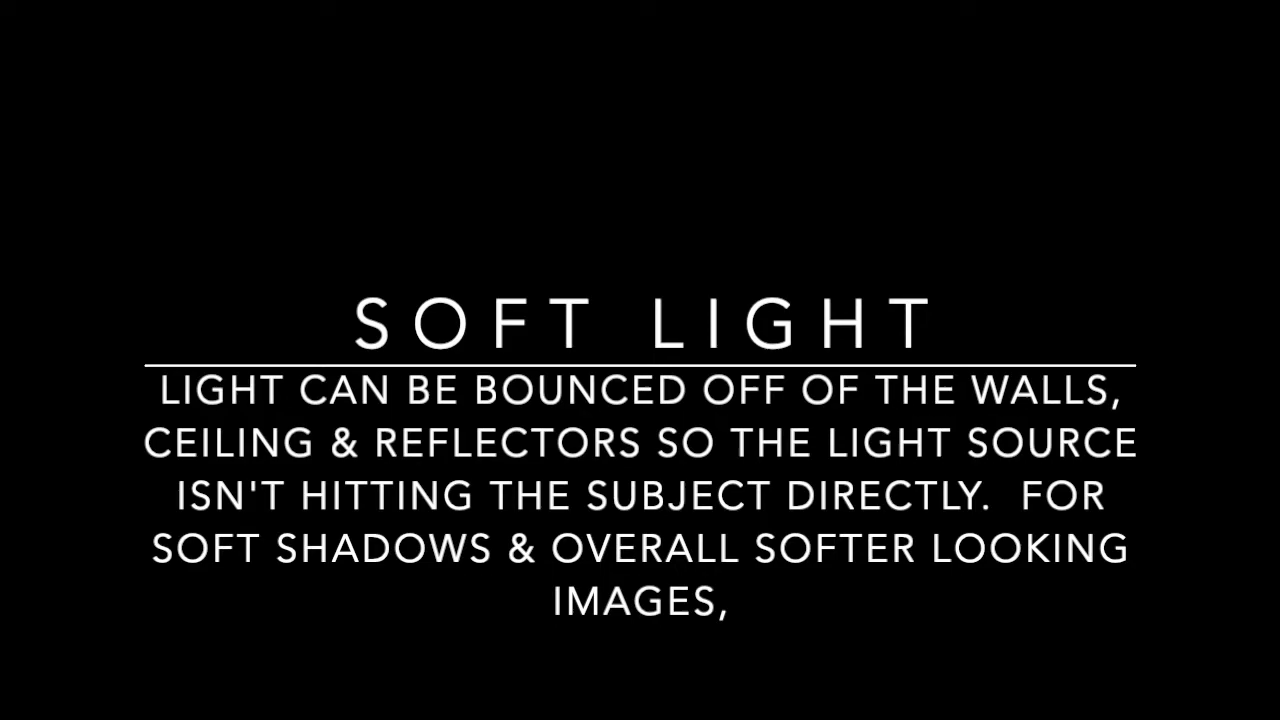 SOFT LIGHT
LIGHT CAN BE BOUNCED OFF OF THE WALLS,
CEILING & REFLECTORS SO THE LIGHT SOURCE
ISN'T HITTING THE SUBJECT DIRECTLY.  FOR
SOFT SHADOWS & OVERALL SOFTER LOOKING
IMAGES,